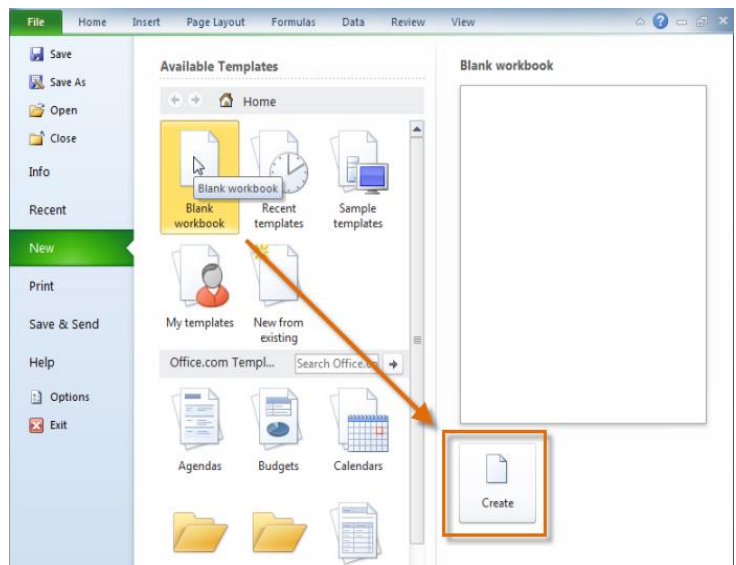 File Home Insert Page Layout Formulas Data Review View
Save
Save As
Open
Close
Info
Recent
New
Print
Save & Send
Help
Options
Exit
Available Templates
Home
Blank workbook
Blank workbook
Recent templates
Sample templates
My templates
New from existing
Office.com Templ...
Search Office.co
Agendas
Budgets
Calendars
Blank workbook
Create